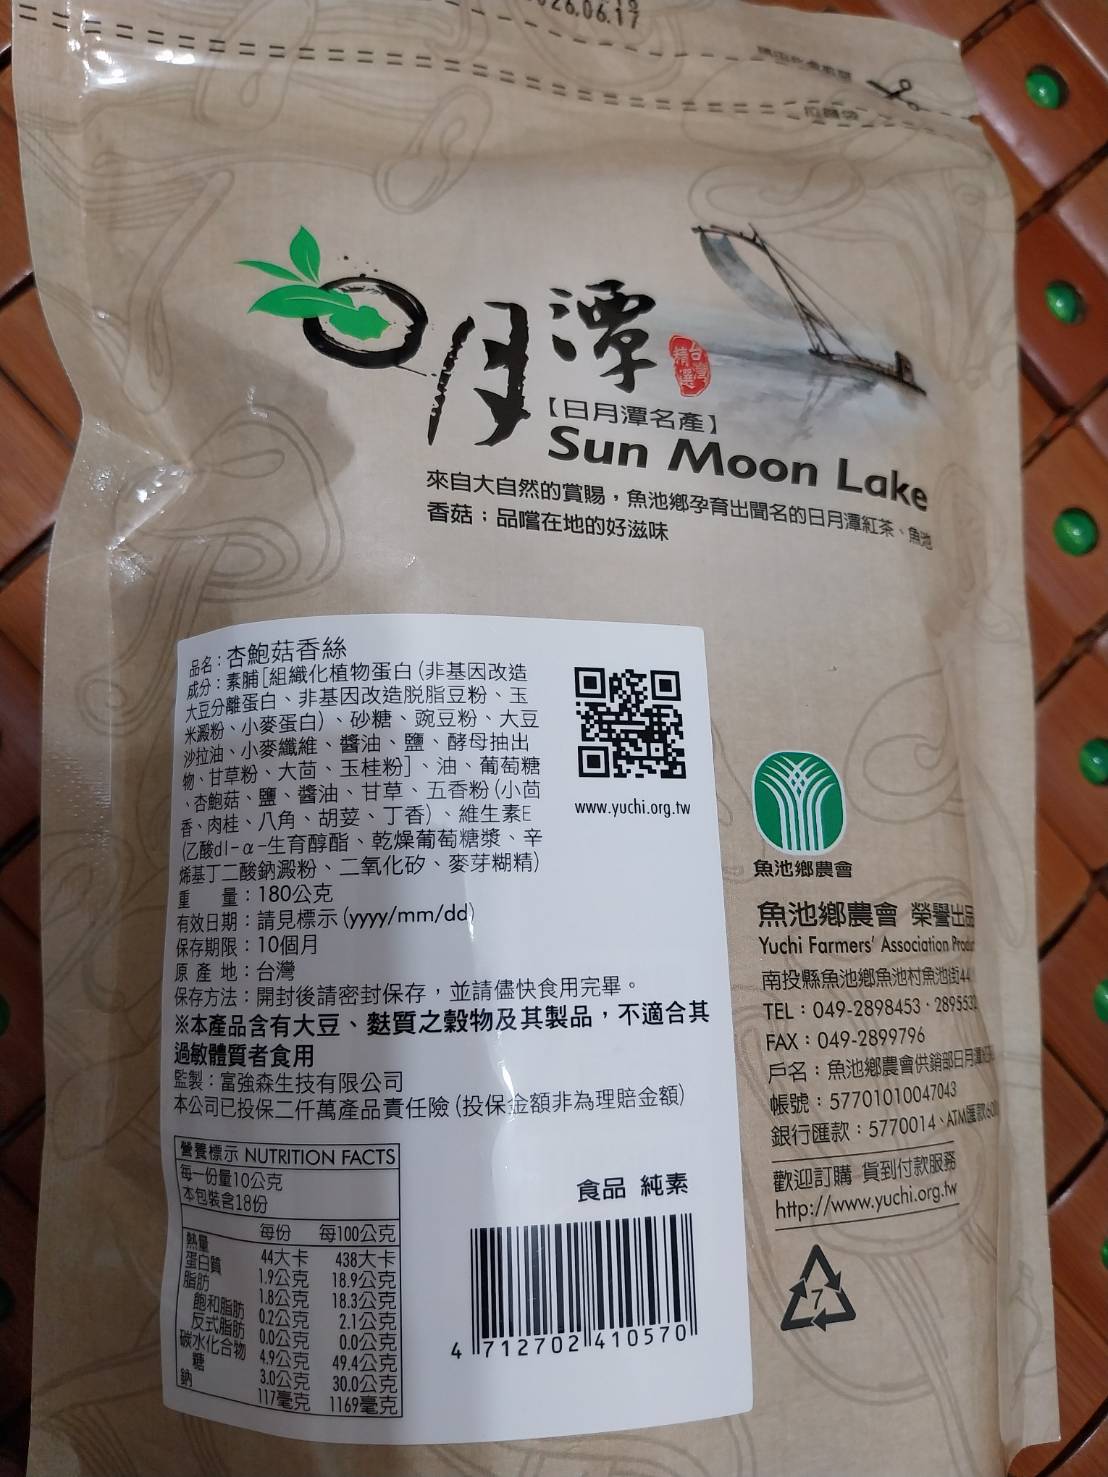 026.06.17
拉鍊袋
日月潭
台灣精選
【日月潭名產】
Sun Moon Lake
來自大自然的賞賜，魚池鄉孕育出聞名的日月潭紅茶、魚池
香菇；品嚐在地的好滋味
品名：杏鮑菇香絲
成分：素脯[組織化植物蛋白(非基因改造
大豆分離蛋白、非基因改造脱脂豆粉、玉
米澱粉、小麥蛋白)、砂糖、豌豆粉、大豆
沙拉油、小麥纖維、醬油、鹽、酵母抽出
物、甘草粉、大茴、玉桂粉]、油、葡萄糖
、杏鮑菇、鹽、醬油、甘草、五香粉(小茴
香、肉桂、八角、胡荽、丁香)、維生素E
(乙酸dl-α-生育醇酯、乾燥葡萄糖漿、辛
烯基丁二酸鈉澱粉、二氧化矽、麥芽糊精)
重 量：180公克
有效日期：請見標示(yyyy/mm/dd)
保存期限：10個月
原 產 地：台灣
保存方法：開封後請密封保存，並請儘快食用完畢。
※本產品含有大豆、麩質之穀物及其製品，不適合其
過敏體質者食用
監製：富強森生技有限公司
本公司已投保二仟萬產品責任險(投保金額非為理賠金額)
www.yuchi.org.tw
營養標示 NUTRITION FACTS
每一份量10公克
本包裝含18份
每份 每100公克
熱量 44大卡 438大卡
蛋白質 1.9公克 18.9公克
脂肪 1.8公克 18.3公克
飽和脂肪 0.2公克 2.1公克
反式脂肪 0.0公克 0.0公克
碳水化合物 4.9公克 49.4公克
糖 3.0公克 30.0公克
鈉 117毫克 1169毫克
食品 純素
4 712702 410570
魚池鄉農會
魚池鄉農會 榮譽出品
Yuchi Farmers' Association
南投縣魚池鄉魚池村魚池街44
TEL：049-2898453．289553
FAX：049-2899796
戶名：魚池鄉農會供銷部日月潭
帳號：57701010047043
銀行匯款：5770014、ATM匯款600
歡迎訂購 貨到付款服務
http://www.yuchi.org.tw
7